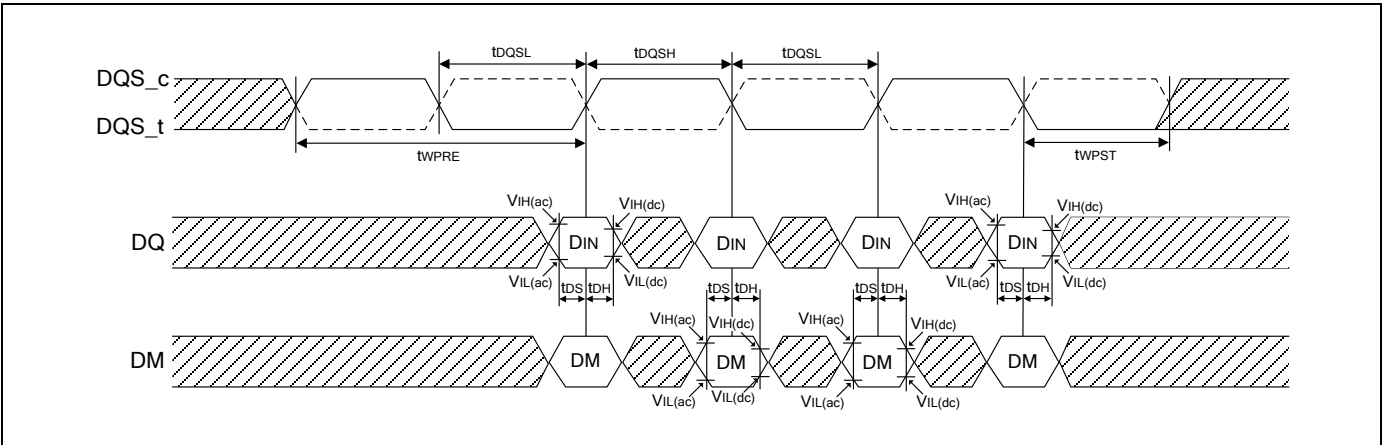 tDQSL tDQSH tDQSL
DQS_c
DQS_t
tWPRE tWPST
VIH(ac) VIH(dc) VIH(ac) VIH(dc)
DQ DIN DIN DIN DIN
VIL(ac) VIL(dc) VIL(ac) VIL(dc)
tDS tDH tDS tDH tDS tDH tDS tDH
VIH(ac) VIH(dc) VIH(ac) VIH(dc)
DM DM DM DM DM
VIL(ac) VIL(dc) VIL(ac) VIL(dc)